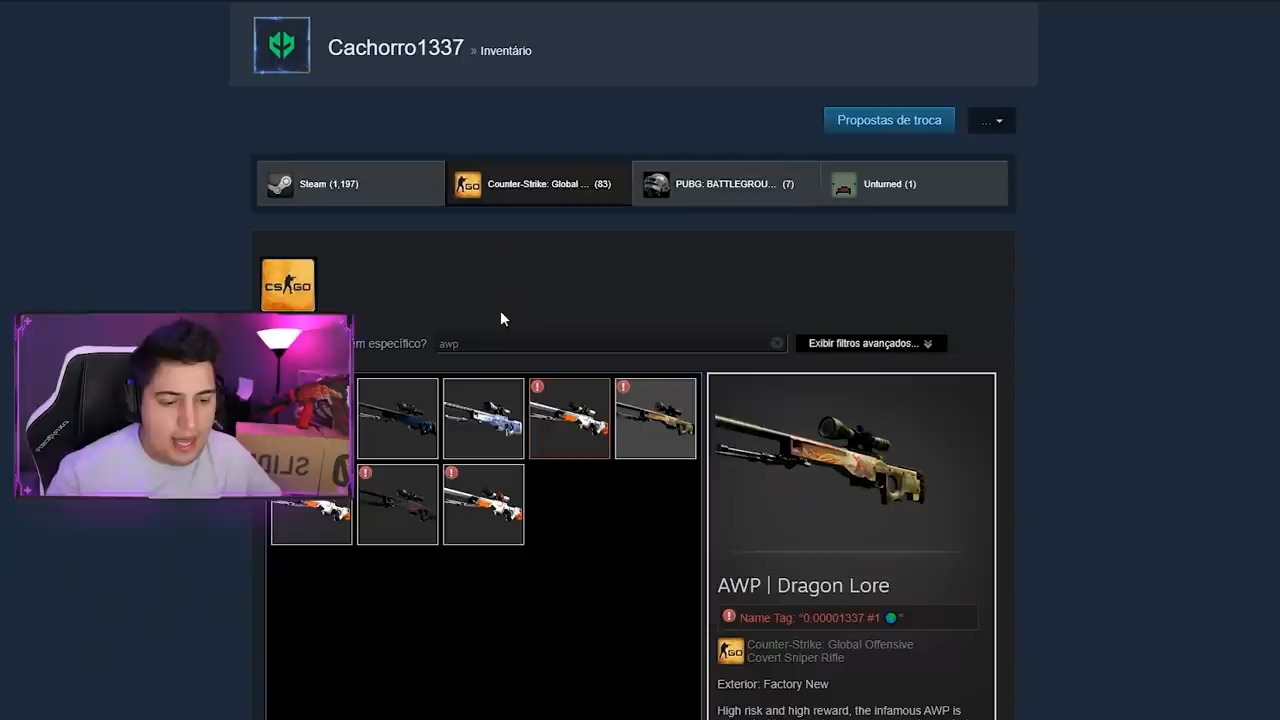 Cachorro1337 » Inventário
Propostas de troca
...
Steam (1,197)
Counter-Strike: Global ... (83)
PUBG: BATTLEGROU... (7)
Unturned (1)
CS GO
em específico?
awp
Exibir filtros avançados...
AWP | Dragon Lore
Name Tag: "0.00001337 #1 🌍 "
Counter-Strike: Global Offensive
Covert Sniper Rifle
Exterior: Factory New
High risk and high reward, the infamous AWP is